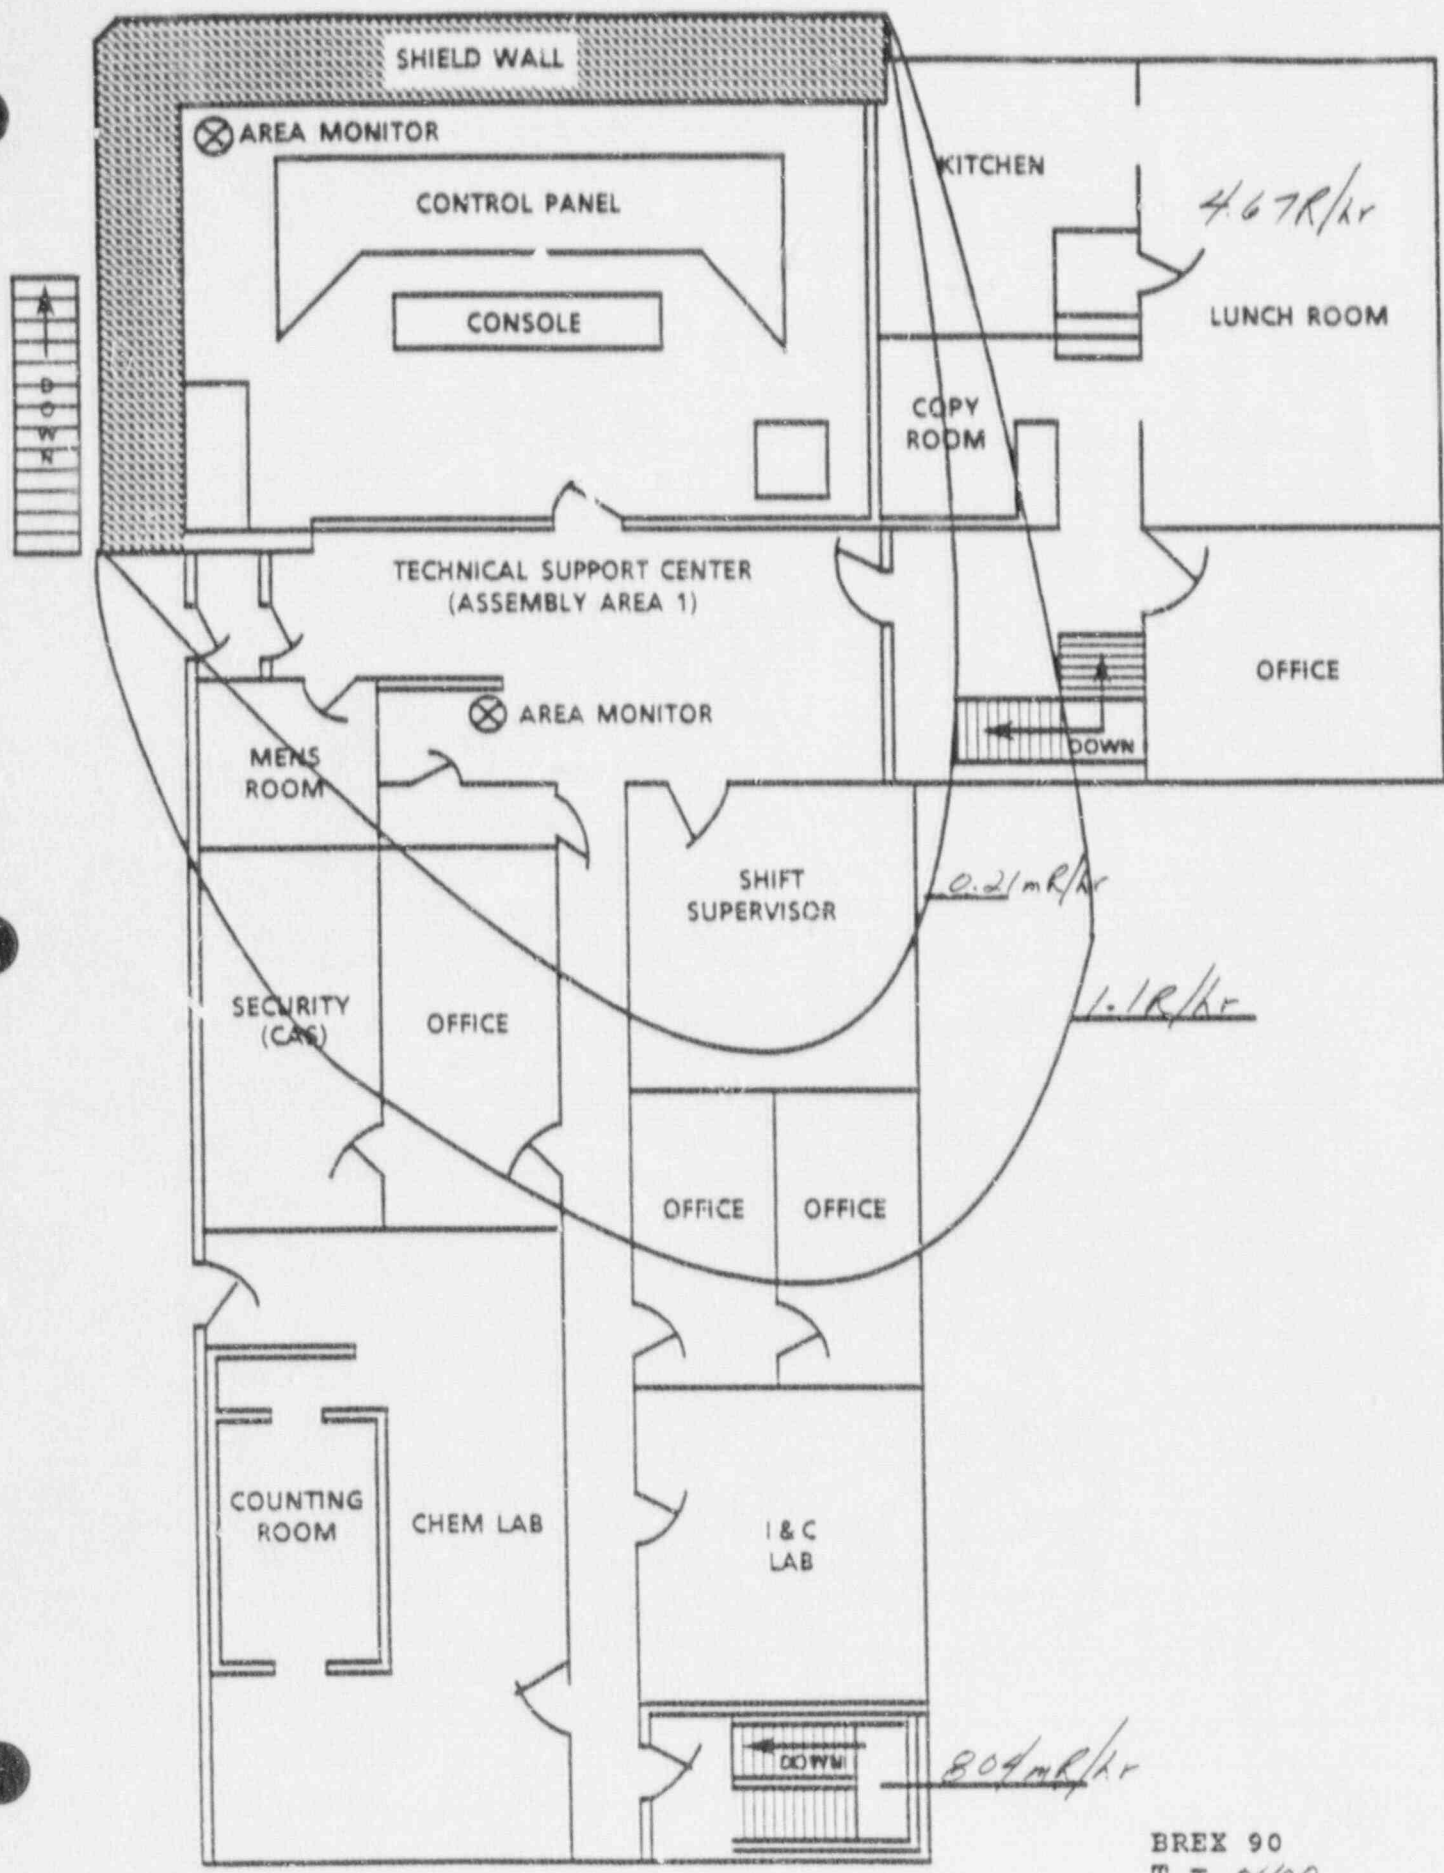 SHIELD WALL
AREA MONITOR
KITCHEN
CONTROL PANEL
4.67R/hr
CONSOLE
LUNCH ROOM
DOWN
COPY
ROOM
TECHNICAL SUPPORT CENTER
(ASSEMBLY AREA 1)
OFFICE
AREA MONITOR
DOWN
MENS
ROOM
SHIFT
SUPERVISOR
0.21mR/hr
SECURITY
(CAS)
OFFICE
1.1R/hr
OFFICE
OFFICE
COUNTING
ROOM
CHEM LAB
I & C
LAB
DOWN
804mR/hr
BREX 90